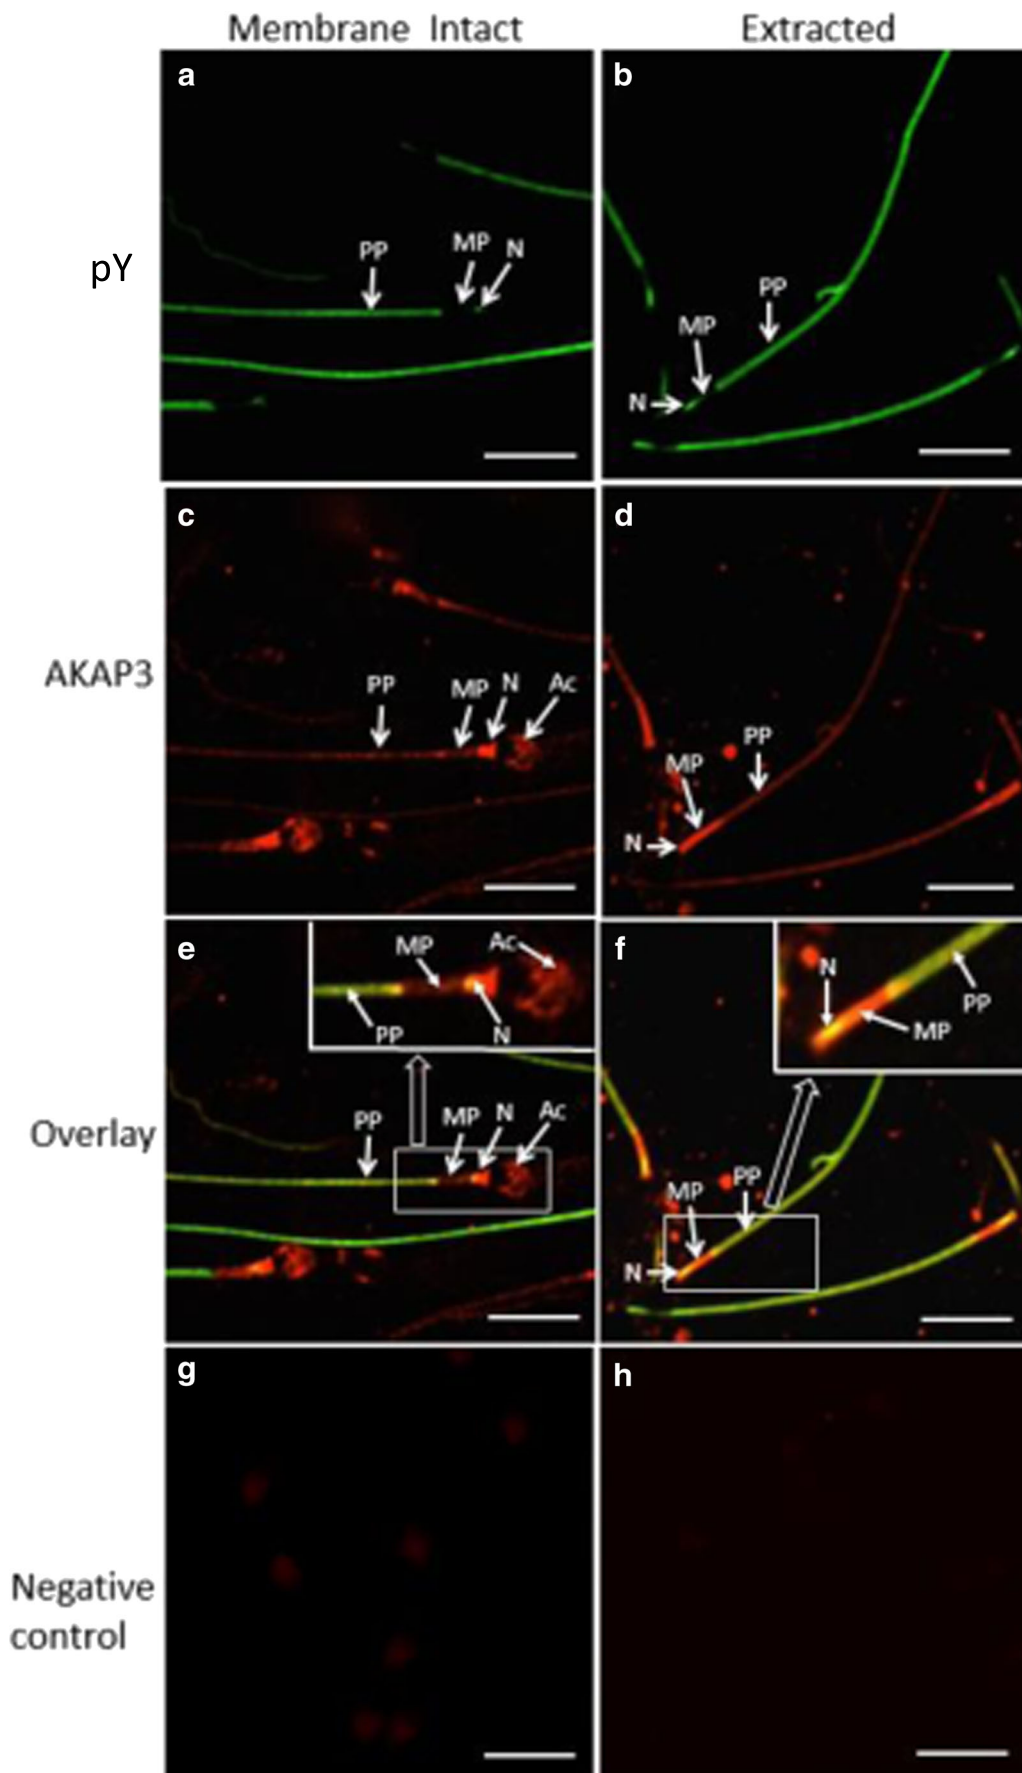 Membrane Intact
Extracted
a
b
pY
PP
MP
N
PP
MP
N
c
d
AKAP3
PP
MP
N
Ac
PP
MP
N
e
f
MP
Ac
PP
N
N
PP
MP
Overlay
PP
MP
N
Ac
PP
MP
N
g
h
Negative
control